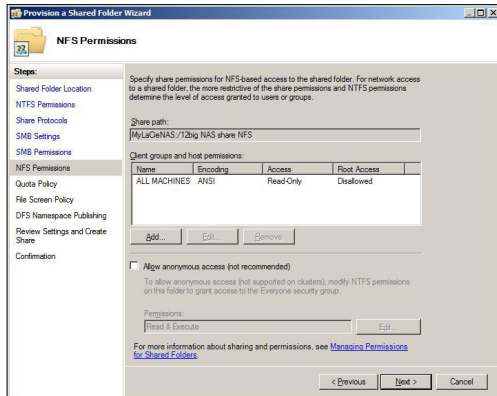 Provision a Shared Folder Wizard
NFS Permissions
Steps:
Shared Folder Location
NTFS Permissions
Share Protocols
SMB Settings
SMB Permissions
NFS Permissions
Quota Policy
File Screen Policy
DFS Namespace Publishing
Review Settings and Create
Share
Confirmation
Specify share permissions for NFS-based access to the shared folder. For network access
to a shared folder, the more restrictive of the share permissions and NTFS permissions
determine the level of access granted to users or groups.
Share path:
MyLaCieNAS:/12big NAS share NFS
Client groups and host permissions:
Name Encoding Access Root Access
ALL MACHINES ANSI Read-Only Disallowed
Add... Edit... Remove
Allow anonymous access (not recommended)
To allow anonymous access (not supported on clusters), modify NTFS permissions
on this folder to grant access to the Everyone security group.
Permissions:
Read & Execute Edit...
For more information about sharing and permissions, see Managing Permissions
for Shared Folders.
< Previous Next > Cancel